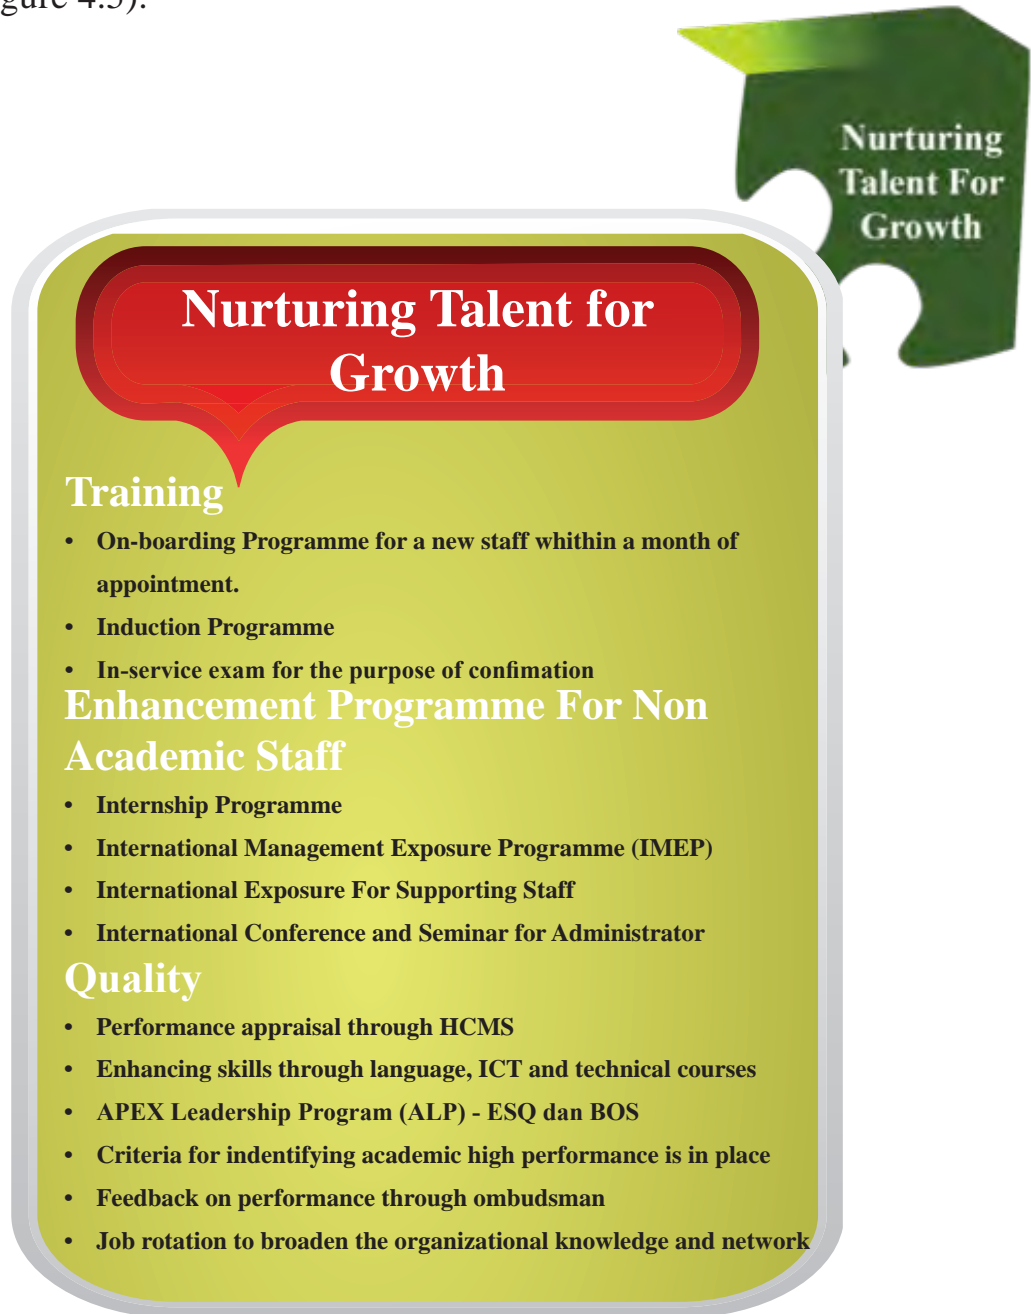 gure 4.3).
Nurturing
Talent For
Growth
Nurturing Talent for
Growth
Training
• On-boarding Programme for a new staff whithin a month of
appointment.
• Induction Programme
• In-service exam for the purpose of confimation
Enhancement Programme For Non
Academic Staff
• Internship Programme
• International Management Exposure Programme (IMEP)
• International Exposure For Supporting Staff
• International Conference and Seminar for Administrator
Quality
• Performance appraisal through HCMS
• Enhancing skills through language, ICT and technical courses
• APEX Leadership Program (ALP) - ESQ dan BOS
• Criteria for indentifying academic high performance is in place
• Feedback on performance through ombudsman
• Job rotation to broaden the organizational knowledge and network